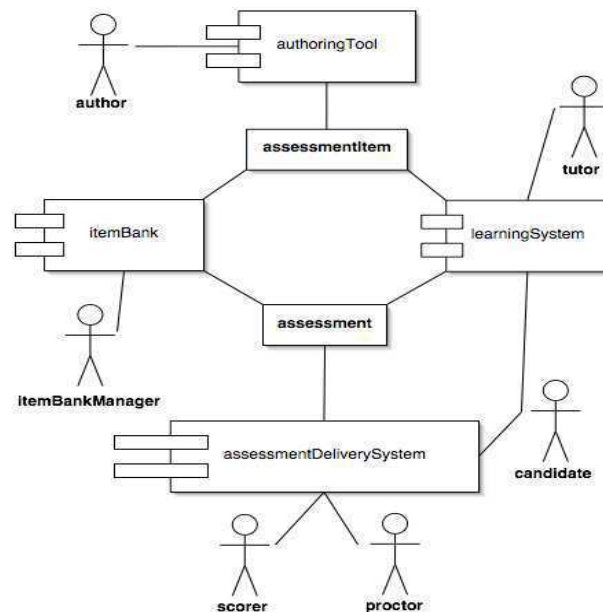 authoringTool
author
assessmentItem
tutor
itemBank
learningSystem
assessment
itemBankManager
assessmentDeliverySystem
candidate
scorer
proctor